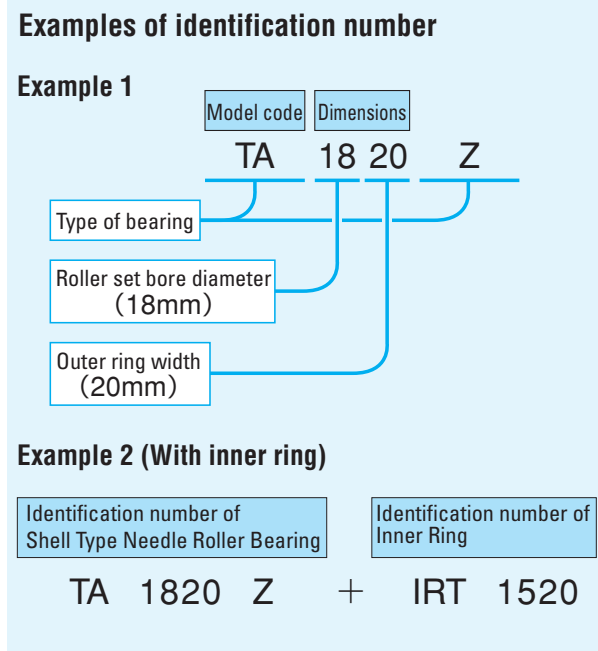 Examples of identification number
Example 1
Model code Dimensions
TA 18 20 Z
Type of bearing
Roller set bore diameter
（18mm）
Outer ring width
（20mm）
Example 2 (With inner ring)
Identification number of
Shell Type Needle Roller Bearing
Identification number of
Inner Ring
TA 1820 Z + IRT 1520